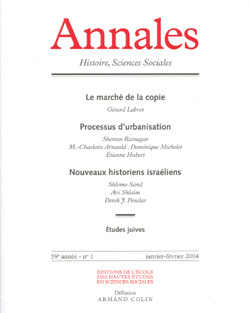 Annales
Histoire, Sciences Sociales
Le marché de la copie
Gérard Labrot
Processus d'urbanisation
Shereen Ratnagar
M.-Charlotte Arnauld, Dominique Michelet
Étienne Hubert
Nouveaux historiens israéliens
Shlomo Sand
Avi Shlaim
Derek J. Penslar
Études juives
59e année - n° 1
janvier-février 2004
ÉDITIONS DE L'ÉCOLE
DES HAUTES ÉTUDES
EN SCIENCES SOCIALES
Diffusion
ARMAND COLIN